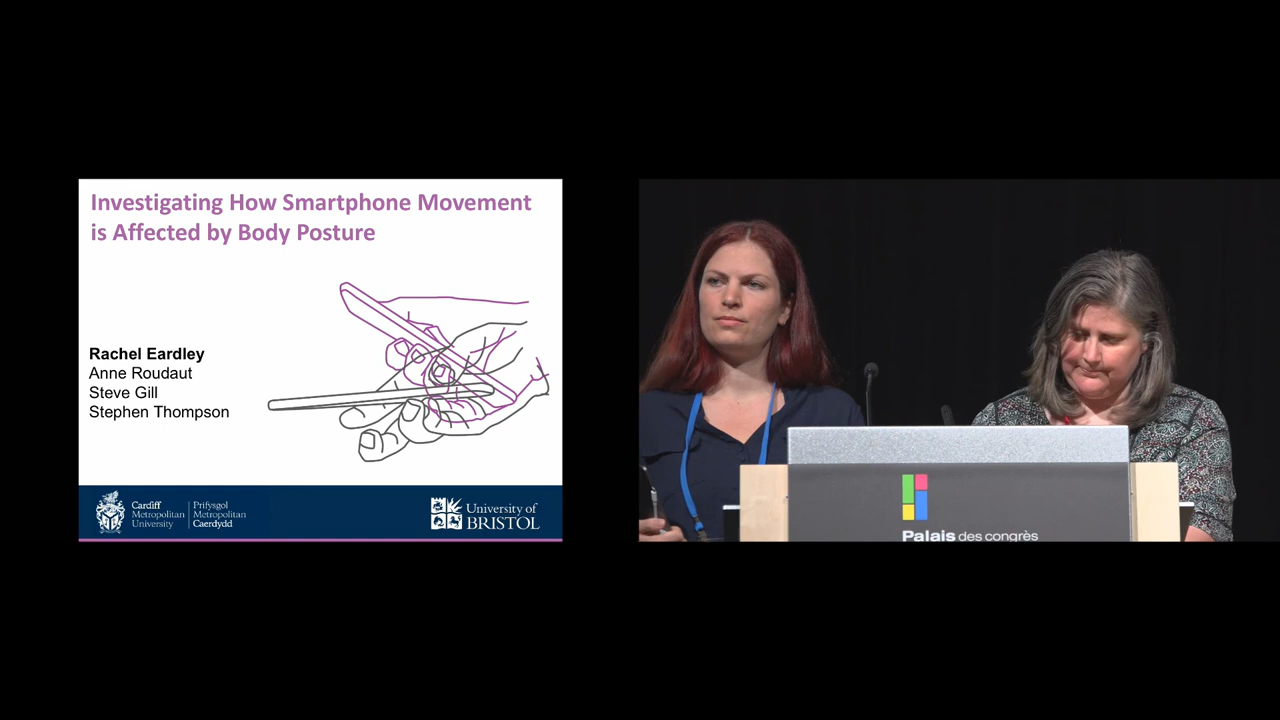 Investigating How Smartphone Movement
is Affected by Body Posture
Rachel Eardley
Anne Roudaut
Steve Gill
Stephen Thompson
Cardiff
Metropolitan
University
Prifysgol
Metropolitan
Caerdydd
University of
BRISTOL
Palais des congrès